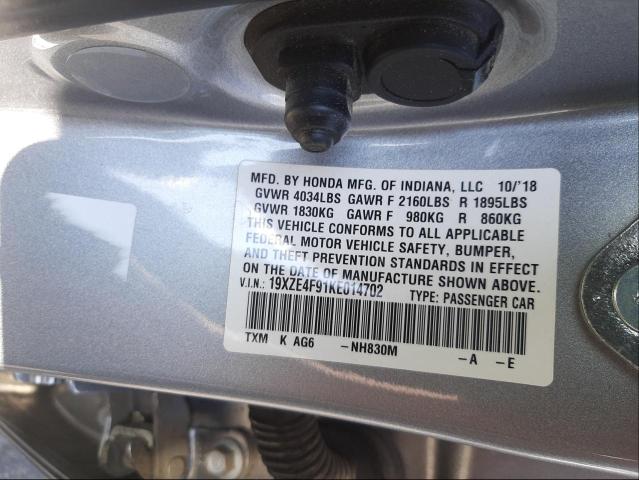 MFD. BY HONDA MFG. OF INDIANA, LLC 10/'18
GVWR 4034LBS GAWR F 2160LBS R 1895LBS
GVWR 1830KG GAWR F 980KG R 860KG
THIS VEHICLE CONFORMS TO ALL APPLICABLE
FEDERAL MOTOR VEHICLE SAFETY, BUMPER,
AND THEFT PREVENTION STANDARDS IN EFFECT
ON THE DATE OF MANUFACTURE SHOWN ABOVE.
V.I.N.: 19XZE4F91KE014702 TYPE: PASSENGER CAR
TXM K AG6 -NH830M -A -E